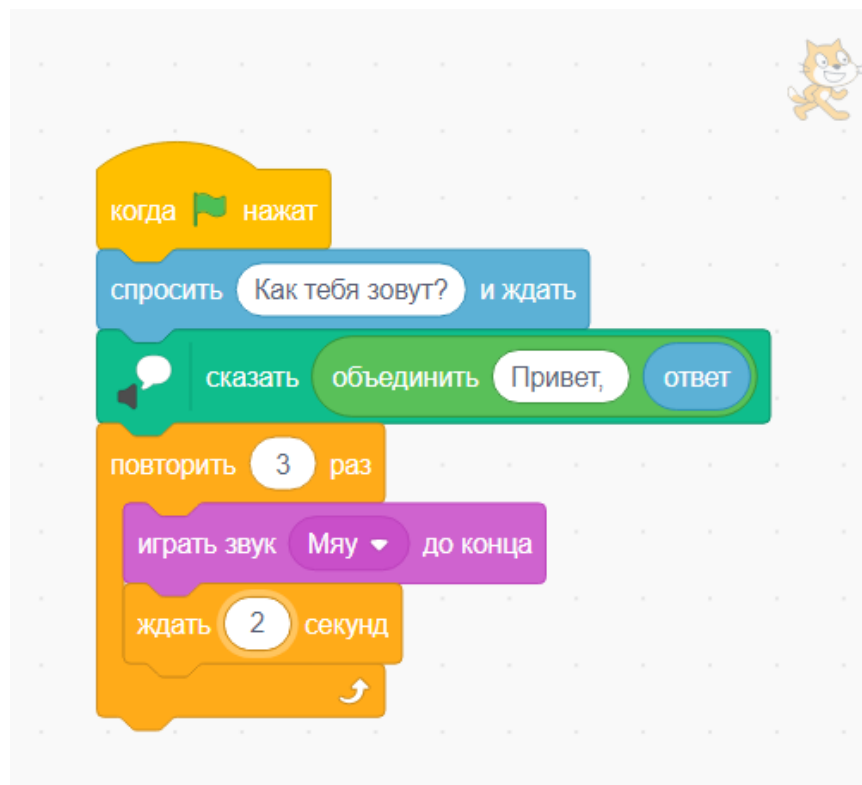 когда нажат
спросить Как тебя зовут? и ждать
сказать объединить Привет, ответ
повторить 3 раз
играть звук Мяу до конца
ждать 2 секунд